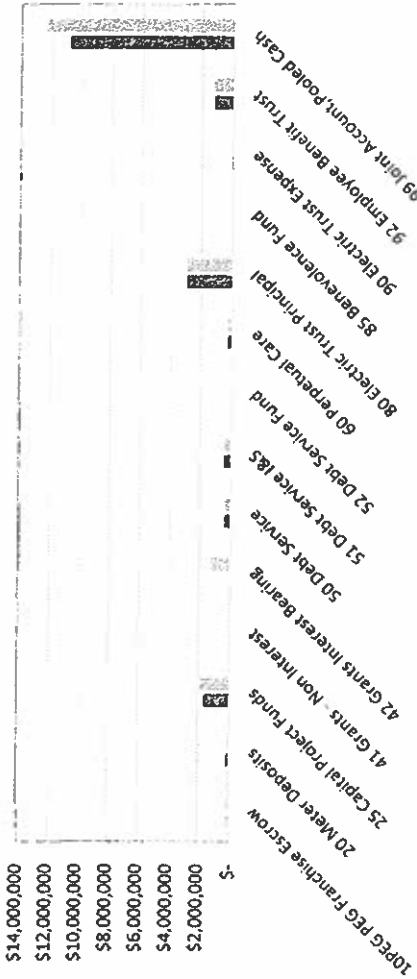 $14,000,000
$12,000,000
$10,000,000
$8,000,000
$6,000,000
$4,000,000
$2,000,000
$-
10PEG PEG Franchise Escrow
20 Meter Deposits
25 Capital Project Funds
41 Grants Non Interest
42 Grants Interest Bearing
50 Debt Service
51 Debt Service I&S
52 Debt Service Fund
60 Perpetual Care
80 Electric Trust Principal
85 Benevolence Fund
90 Electric Trust Expense
92 Employee Benefit Trust
99 Joint Account,Pooled Cash